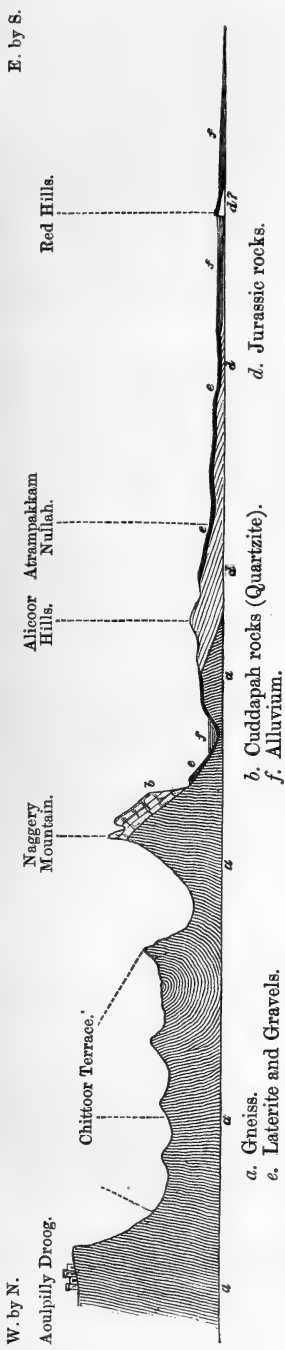 W. by N.
E. by S.
Aoulpilly Droog.
Chittoor Terrace.
Naggery
Mountain.
Alicoor
Hills.
Atrampakkam
Nullah.
Red Hills.
a
a
a
b
e
f
a
d
e
e
d
f
d?
f
a. Gneiss.
b. Cuddapah rocks (Quartzite).
d. Jurassic rocks.
e. Laterite and Gravels.
f. Alluvium.